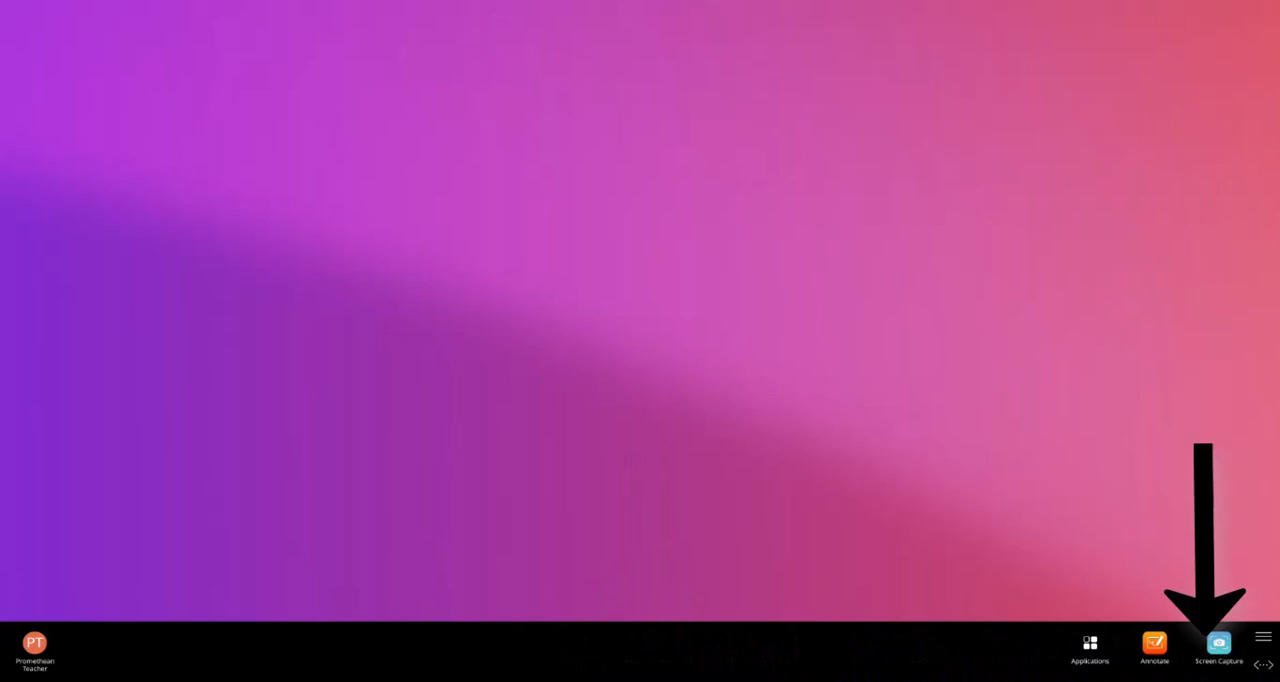 PT
Promethean
Teacher
Applications
Annotate
Screen Capture